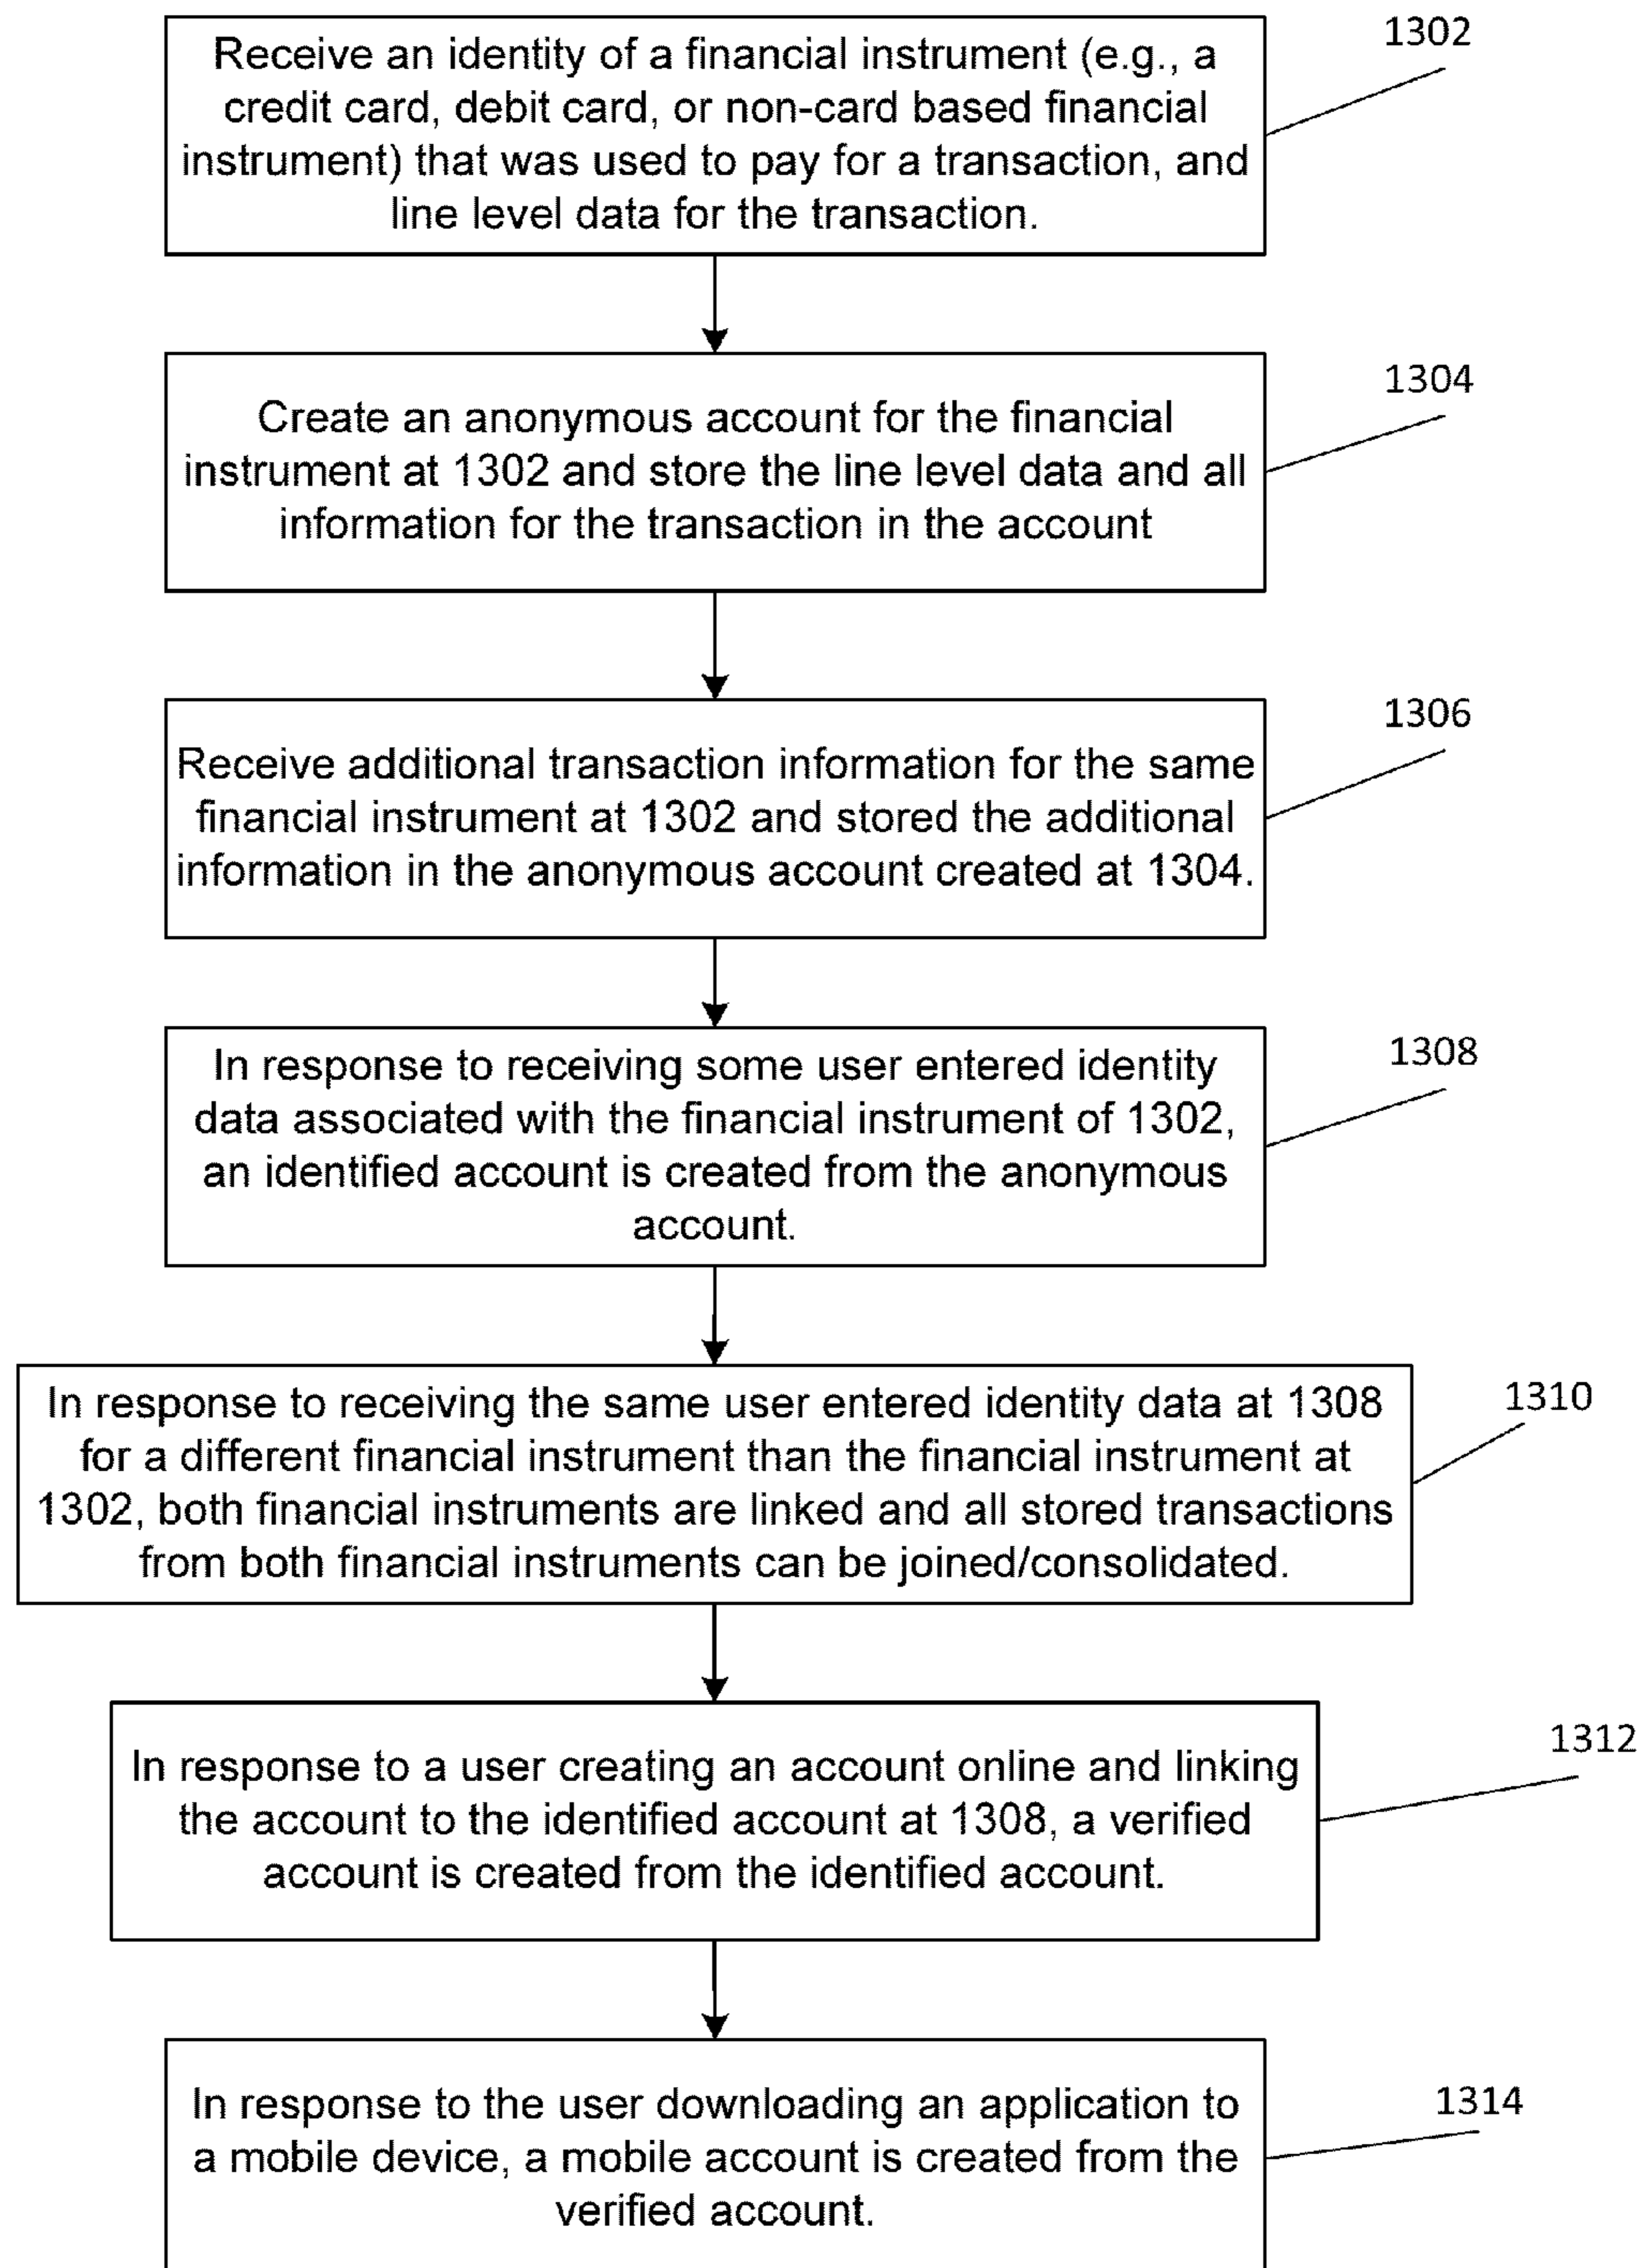 1302
Receive an identity of a financial instrument (e.g., a
credit card, debit card, or non-card based financial
instrument) that was used to pay for a transaction, and
line level data for the transaction.
1304
Create an anonymous account for the financial
instrument at 1302 and store the line level data and all
information for the transaction in the account
1306
Receive additional transaction information for the same
financial instrument at 1302 and stored the additional
information in the anonymous account created at 1304.
1308
In response to receiving some user entered identity
data associated with the financial instrument of 1302,
an identified account is created from the anonymous
account.
1310
In response to receiving the same user entered identity data at 1308
for a different financial instrument than the financial instrument at
1302, both financial instruments are linked and all stored transactions
from both financial instruments can be joined/consolidated.
1312
In response to a user creating an account online and linking
the account to the identified account at 1308, a verified
account is created from the identified account.
1314
In response to the user downloading an application to
a mobile device, a mobile account is created from the
verified account.